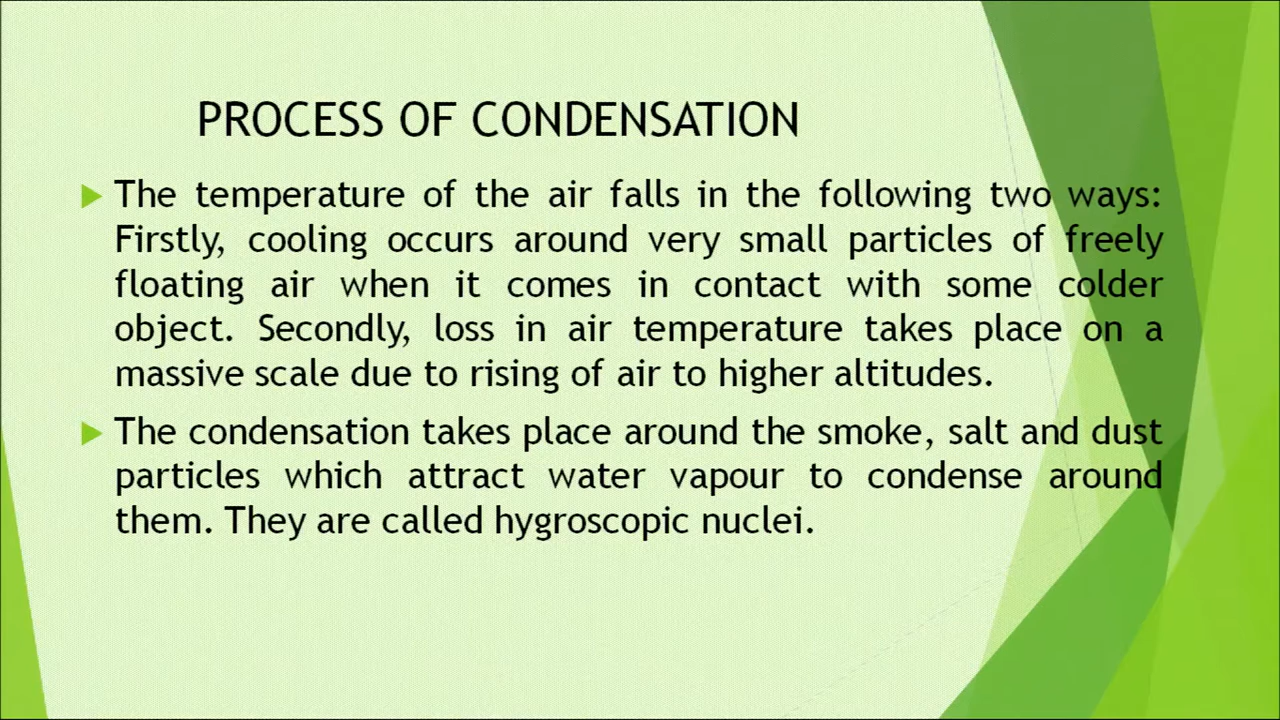 PROCESS OF CONDENSATION
The temperature of the air falls in the following two ways:
Firstly, cooling occurs around very small particles of freely
floating air when it comes in contact with some colder
object. Secondly, loss in air temperature takes place on a
massive scale due to rising of air to higher altitudes.
The condensation takes place around the smoke, salt and dust
particles which attract water vapour to condense around
them. They are called hygroscopic nuclei.